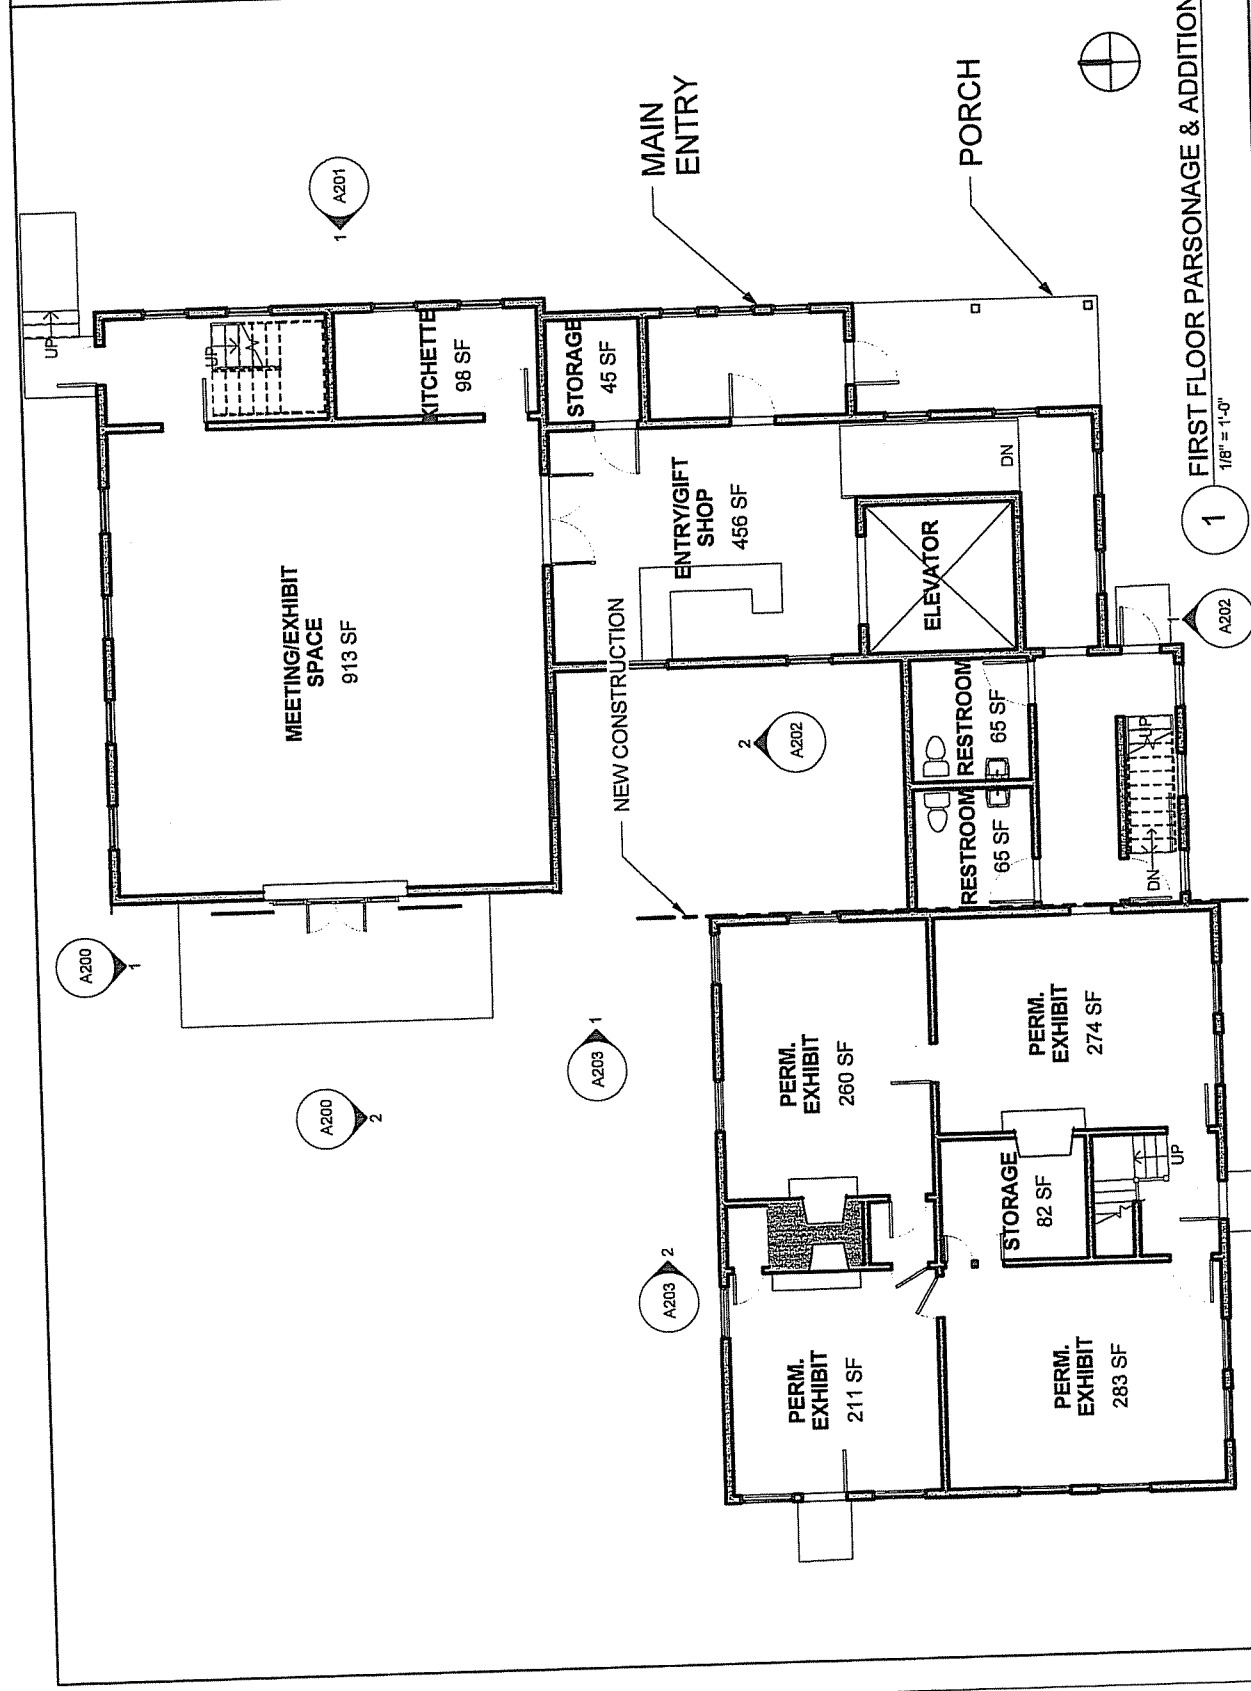 UP
A201
1
MAIN
ENTRY
PORCH
UP
KITCHETTE
98 SF
STORAGE
45 SF
MEETING/EXHIBIT
SPACE
913 SF
ENTRY/GIFT
SHOP
456 SF
DN
ELEVATOR
NEW CONSTRUCTION
FIRST FLOOR PARSONAGE & ADDITION
1/8" = 1'-0"
1
1
A202
2
A202
RESTROOM
65 SF
RESTROOM
65 SF
UP
DN
A200
1
A200
2
A203
1
A203
2
PERM.
EXHIBIT
260 SF
PERM.
EXHIBIT
274 SF
STORAGE
82 SF
UP
PERM.
EXHIBIT
211 SF
PERM.
EXHIBIT
283 SF